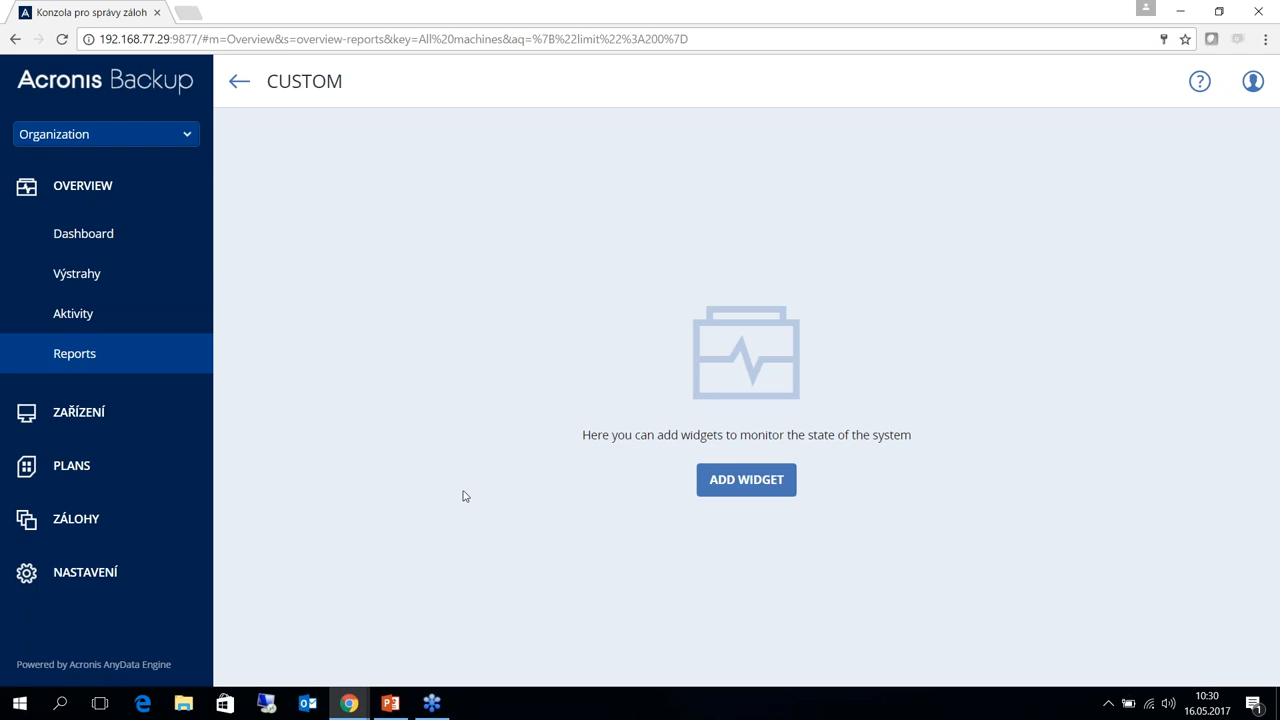 Konzola pro správy záloh
192.168.77.29:9877/#m=Overview&s=overview-reports&key=All%20machines&aq=%7B%22limit%22%3A200%7D
Acronis Backup
CUSTOM
?
Organization
OVERVIEW
Dashboard
Výstrahy
Aktivity
Reports
ZAŘÍZENÍ
PLANS
ZÁLOHY
NASTAVENÍ
Here you can add widgets to monitor the state of the system
ADD WIDGET
Powered by Acronis AnyData Engine
10:30
16.05.2017
1